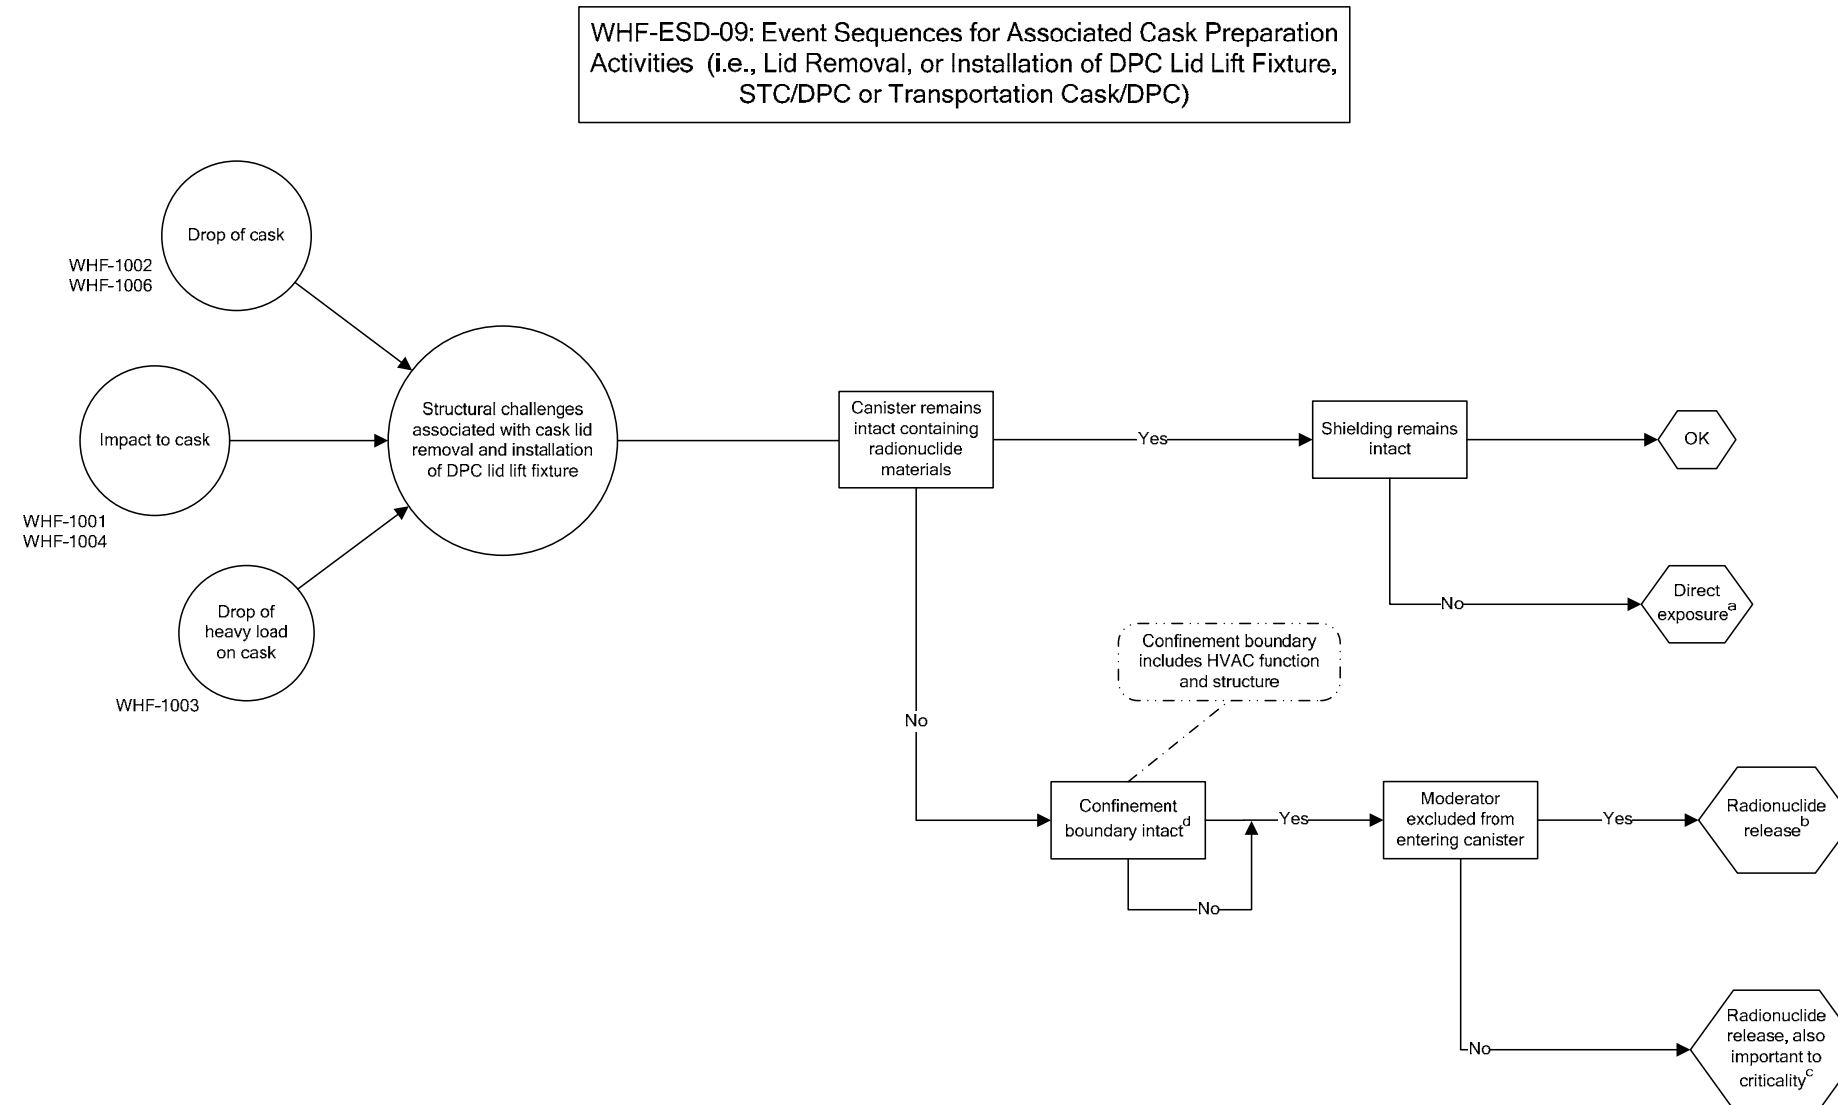 WHF-ESD-09: Event Sequences for Associated Cask Preparation
Activities (i.e., Lid Removal, or Installation of DPC Lid Lift Fixture,
STC/DPC or Transportation Cask/DPC)
Drop of cask
WHF-1002
WHF-1006
Impact to cask
WHF-1001
WHF-1004
Drop of
heavy load
on cask
WHF-1003
Structural challenges
associated with cask lid
removal and installation
of DPC lid lift fixture
Canister remains
intact containing
radionuclide
materials
Yes
Shielding remains
intact
OK
No
Direct
exposure^a
No
Confinement boundary
includes HVAC function
and structure
Confinement
boundary intact^d
Yes
No
Moderator
excluded from
entering canister
Yes
Radionuclide
release^b
No
Radionuclide
release, also
important to
criticality^c